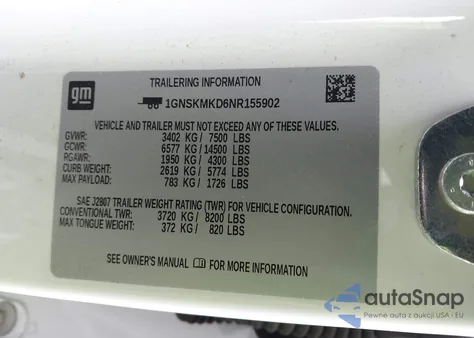 TRAILERING INFORMATION
gm
1GNSKMKD6NR155902
VEHICLE AND TRAILER MUST NOT EXCEED ANY OF THESE VALUES.
GVWR: 3402 KG / 7500 LBS
GCWR: 6577 KG / 14500 LBS
RGAWR: 1950 KG / 4300 LBS
CURB WEIGHT: 2619 KG / 5774 LBS
MAX PAYLOAD: 783 KG / 1726 LBS
SAE J2807 TRAILER WEIGHT RATING (TWR) FOR VEHICLE CONFIGURATION.
CONVENTIONAL TWR: 3720 KG / 8200 LBS
MAX TONGUE WEIGHT: 372 KG / 820 LBS
SEE OWNER'S MANUAL FOR MORE INFORMATION
autoSnap
Pewne auta z aukcji USA - EU